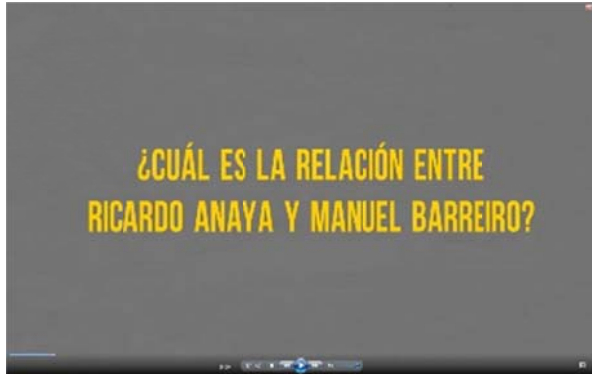 ¿CUÁL ES LA RELACIÓN ENTRE
RICARDO ANAYA Y MANUEL BARREIRO?